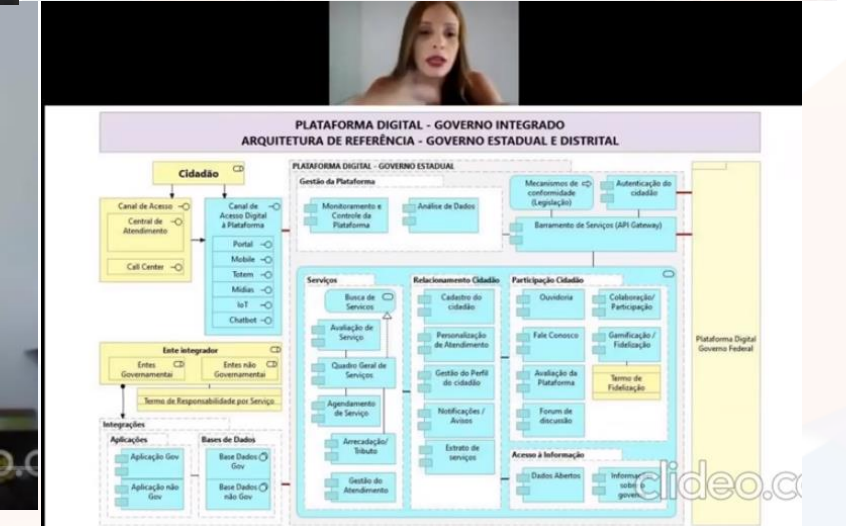 PLATAFORMA DIGITAL - GOVERNO INTEGRADO
ARQUITETURA DE REFERÊNCIA - GOVERNO ESTADUAL E DISTRITAL
Cidadão
Canal de Acesso
Central de
Atendimento
Call Center
Canal de
Acesso Digital
à Plataforma
Portal
Mobile
Totem
Mídias
IoT
Chatbot
Ente integrador
Entes
Governamentai
Entes não
Governamentai
Termo de Responsabilidade por Serviço
Integrações
Aplicações
Aplicação Gov
Aplicação não
Gov
Bases de Dados
Base Dados
Gov
Base Dados
não Gov
PLATAFORMA DIGITAL - GOVERNO ESTADUAL
Gestão da Plataforma
Monitoramento e
Controle da
Plataforma
Análise de Dados
Mecanismos de
conformidade
(Legislação)
Autenticação do
cidadão
Barramento de Serviços (API Gateway)
Serviços
Busca de
Servicos
Avaliação de
Serviço
Quadro Geral de
Serviços
Agendamento
de Serviço
Arrecadação/
Tributo
Gestão do
Atendimento
Relacionamento Cidadão
Cadastro do
cidadão
Personalização
de Atendimento
Gestão do Perfil
do cidadão
Notificações /
Avisos
Extrato de
serviços
Participação Cidadão
Ouvidoria
Colaboração/
Participação
Fale Conosco
Gamificação /
Fidelização
Avaliação da
Plataforma
Termo de
Fidelização
Forum de
discussão
Acesso à Informação
Dados Abertos
Plataforma Digital
Governo Federal
clideo.co